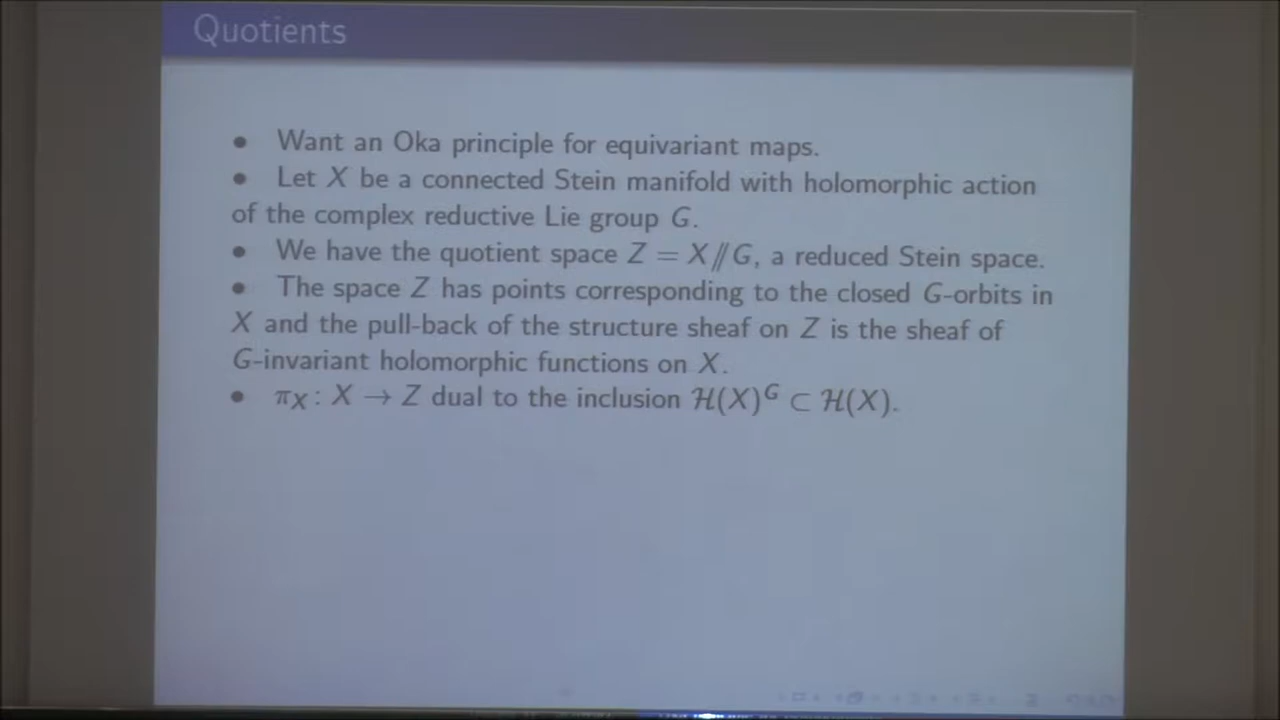 Quotients
• Want an Oka principle for equivariant maps.
• Let X be a connected Stein manifold with holomorphic action
of the complex reductive Lie group G.
• We have the quotient space Z = X//G, a reduced Stein space.
• The space Z has points corresponding to the closed G-orbits in
X and the pull-back of the structure sheaf on Z is the sheaf of
G-invariant holomorphic functions on X.
• π_X : X → Z dual to the inclusion ℋ(X)^G ⊂ ℋ(X).